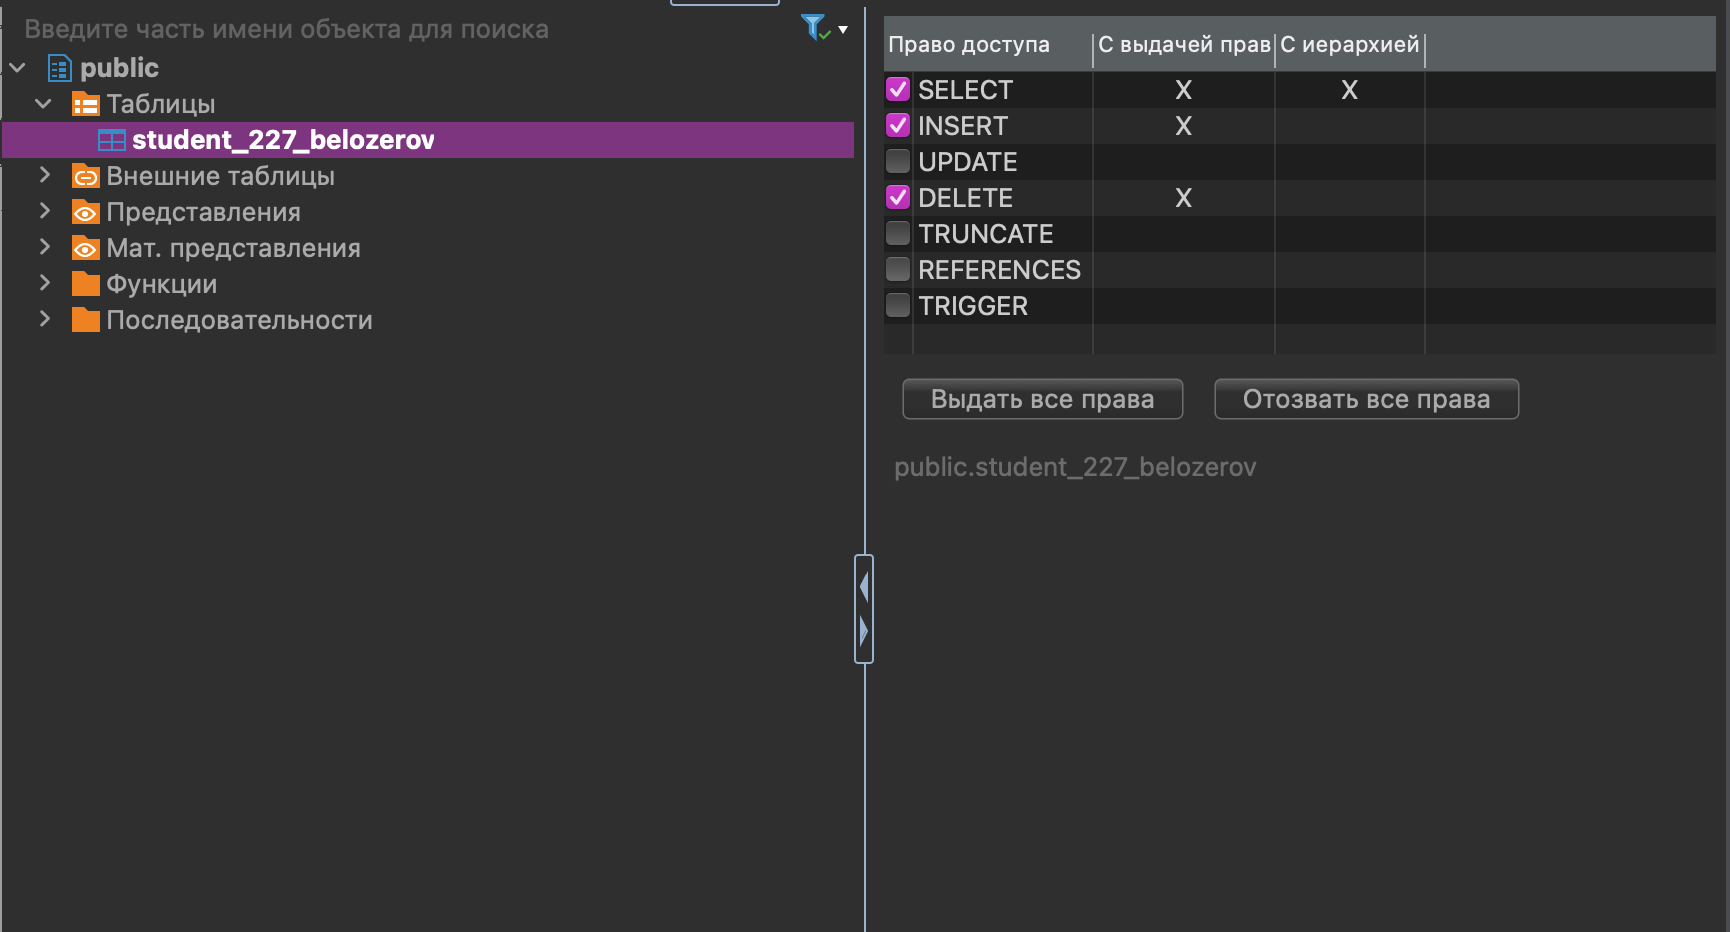 Введите часть имени объекта для поиска
public
Таблицы
student_227_belozerov
Внешние таблицы
Представления
Мат. представления
Функции
Последовательности
Право доступа С выдачей прав С иерархией
SELECT X X
INSERT X
UPDATE
DELETE X
TRUNCATE
REFERENCES
TRIGGER
Выдать все права Отозвать все права
public.student_227_belozerov